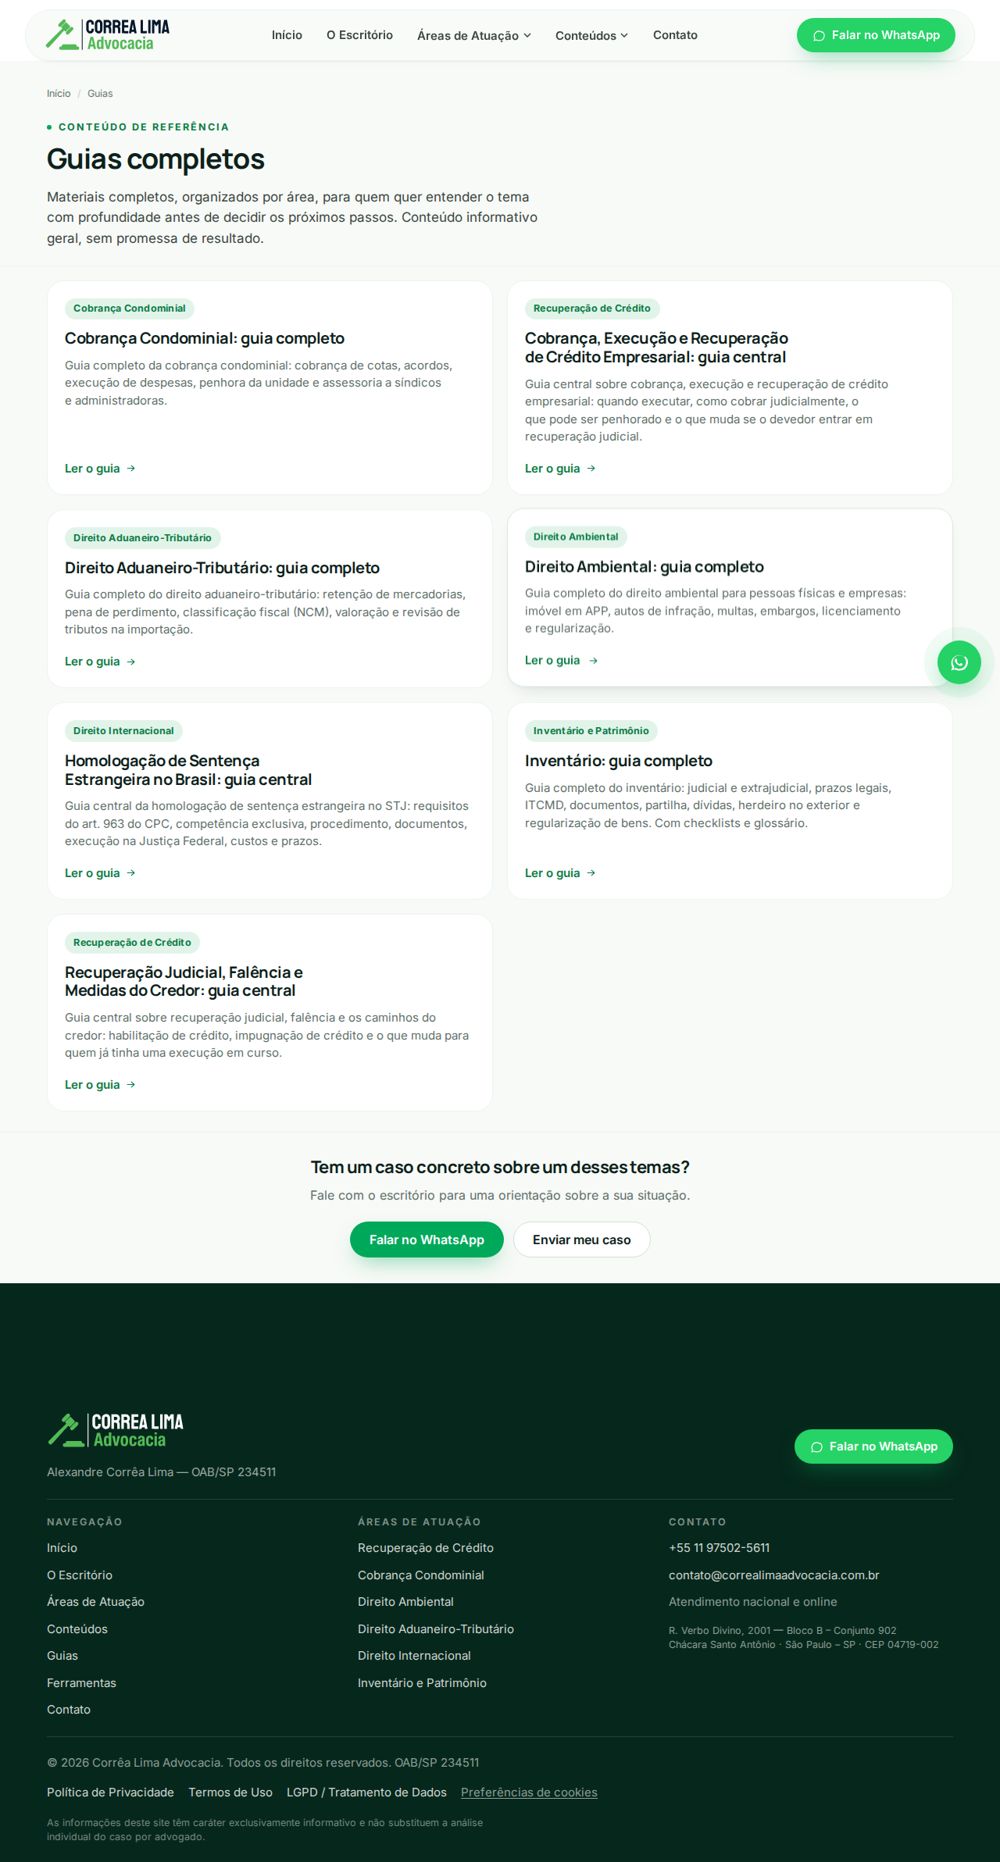 CORREA LIMA
Advocacia
Início
O Escritório
Áreas de Atuação
Conteúdos
Contato
Falar no WhatsApp
Início / Guias
CONTEÚDO DE REFERÊNCIA
Guias completos
Materiais completos, organizados por área, para quem quer entender o tema
com profundidade antes de decidir os próximos passos. Conteúdo informativo
geral, sem promessa de resultado.
Cobrança Condominial
Cobrança Condominial: guia completo
Guia completo da cobrança condominial: cobrança de cotas, acordos,
execução de despesas, penhora da unidade e assessoria a síndicos
e administradoras.
Ler o guia →
Recuperação de Crédito
Cobrança, Execução e Recuperação
de Crédito Empresarial: guia central
Guia central sobre cobrança, execução e recuperação de crédito
empresarial: quando executar, como cobrar judicialmente, o
que pode ser penhorado e o que muda se o devedor entrar em
recuperação judicial.
Ler o guia →
Direito Aduaneiro-Tributário
Direito Aduaneiro-Tributário: guia completo
Guia completo do direito aduaneiro-tributário: retenção de mercadorias,
pena de perdimento, classificação fiscal (NCM), valoração e revisão de
tributos na importação.
Ler o guia →
Direito Ambiental
Direito Ambiental: guia completo
Guia completo do direito ambiental para pessoas físicas e empresas:
imóvel em APP, autos de infração, multas, embargos, licenciamento
e regularização.
Ler o guia →
Direito Internacional
Homologação de Sentença
Estrangeira no Brasil: guia central
Guia central da homologação de sentença estrangeira no STJ: requisitos
do art. 963 do CPC, competência exclusiva, procedimento, documentos,
execução na Justiça Federal, custos e prazos.
Ler o guia →
Inventário e Patrimônio
Inventário: guia completo
Guia completo do inventário: judicial e extrajudicial, prazos legais,
ITCMD, documentos, partilha, dívidas, herdeiro no exterior e
regularização de bens. Com checklists e glossário.
Ler o guia →
Recuperação de Crédito
Recuperação Judicial, Falência e
Medidas do Credor: guia central
Guia central sobre recuperação judicial, falência e os caminhos do
credor: habilitação de crédito, impugnação de crédito e o que muda para
quem já tinha uma execução em curso.
Ler o guia →
Tem um caso concreto sobre um desses temas?
Fale com o escritório para uma orientação sobre a sua situação.
Falar no WhatsApp
Enviar meu caso
CORREA LIMA
Advocacia
Alexandre Corrêa Lima — OAB/SP 234511
Falar no WhatsApp
NAVEGAÇÃO
Início
O Escritório
Áreas de Atuação
Conteúdos
Guias
Ferramentas
Contato
ÁREAS DE ATUAÇÃO
Recuperação de Crédito
Cobrança Condominial
Direito Ambiental
Direito Aduaneiro-Tributário
Direito Internacional
Inventário e Patrimônio
CONTATO
+55 11 97502-5611
contato@correalimaadvocacia.com.br
Atendimento nacional e online
R. Verbo Divino, 2001 — Bloco B – Conjunto 902
Chácara Santo Antônio · São Paulo – SP · CEP 04719-002
© 2026 Corrêa Lima Advocacia. Todos os direitos reservados. OAB/SP 234511
Política de Privacidade
Termos de Uso
LGPD / Tratamento de Dados
Preferências de cookies
As informações deste site têm caráter exclusivamente informativo e não substituem a análise
individual do caso por advogado.